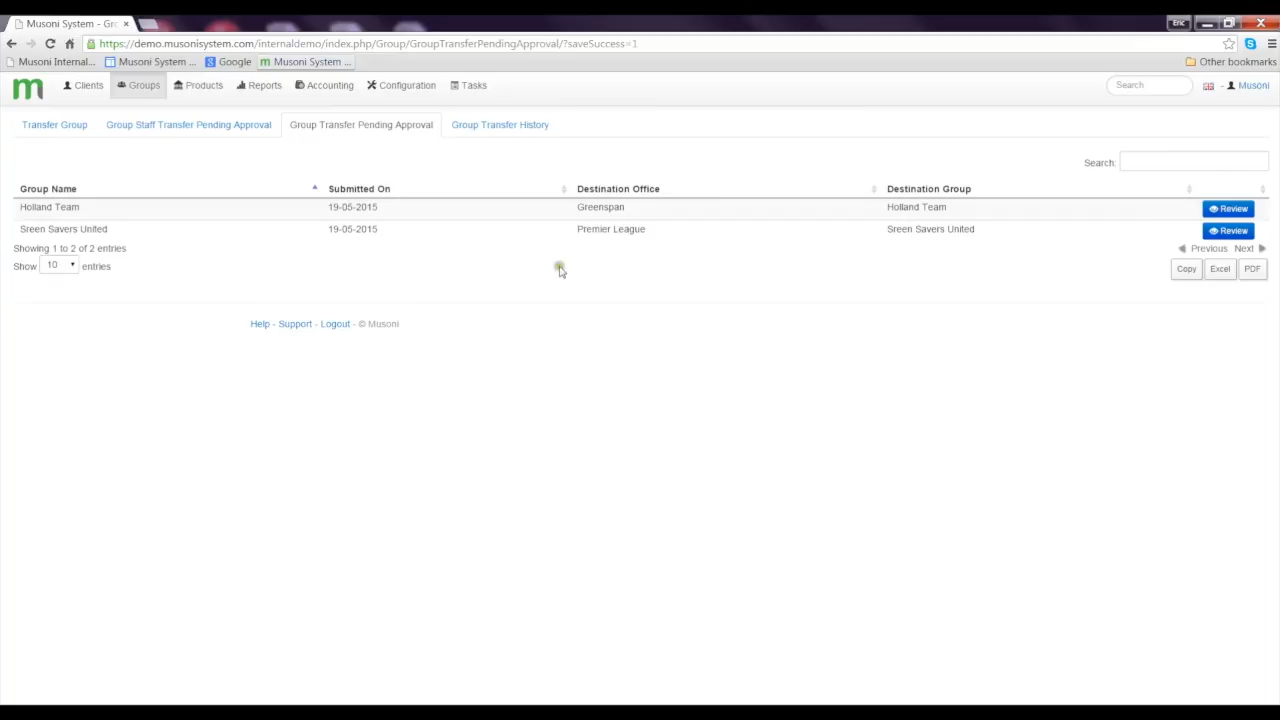 Musoni System - Gro
Eric
https://demo.musonisystem.com/internaldemo/index.php/Group/GroupTransferPendingApproval/?saveSuccess=1
Musoni Internal... Musoni System ... Google Musoni System ... Other bookmarks
m Clients Groups Products Reports Accounting Configuration Tasks Search - Musoni
Transfer Group Group Staff Transfer Pending Approval Group Transfer Pending Approval Group Transfer History
Search:
Group Name Submitted On Destination Office Destination Group
Holland Team 19-05-2015 Greenspan Holland Team Review
Sreen Savers United 19-05-2015 Premier League Sreen Savers United Review
Showing 1 to 2 of 2 entries Previous Next
Show 10 entries Copy Excel PDF
Help - Support - Logout - © Musoni